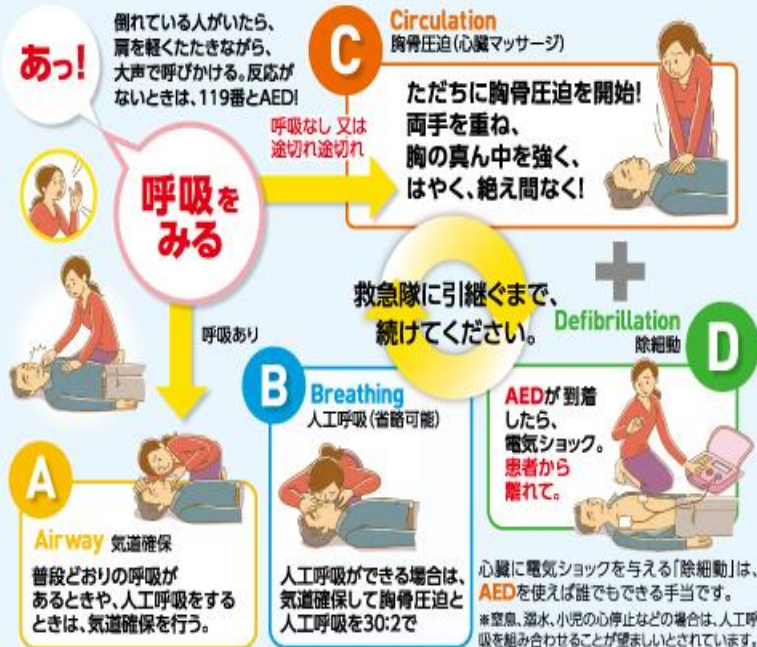 あっ!
倒れている人がいたら、
肩を軽くたたきながら、
大声で呼びかける。反応が
ないときは、119番とAED!
呼吸を
みる
呼吸なし 又は
途切れ途切れ
C
Circulation
胸骨圧迫(心臓マッサージ)
ただちに胸骨圧迫を開始!
両手を重ね、
胸の真ん中を強く、
はやく、絶え間なく!
呼吸あり
救急隊に引継ぐまで、
続けてください。
A
Airway 気道確保
普段どおりの呼吸が
あるときや、人工呼吸をする
ときは、気道確保を行う。
B
Breathing
人工呼吸(省略可能)
人工呼吸ができる場合は、
気道確保して胸骨圧迫と
人工呼吸を30:2で
Defibrillation
除細動
D
AEDが到着
したら、
電気ショック。
患者から
離れて。
心臓に電気ショックを与える「除細動」は、
AEDを使えば誰でもできる手当です。
※窒息、溺水、小児の心停止などの場合は、人工呼
吸を組み合わせることが望ましいとされています。